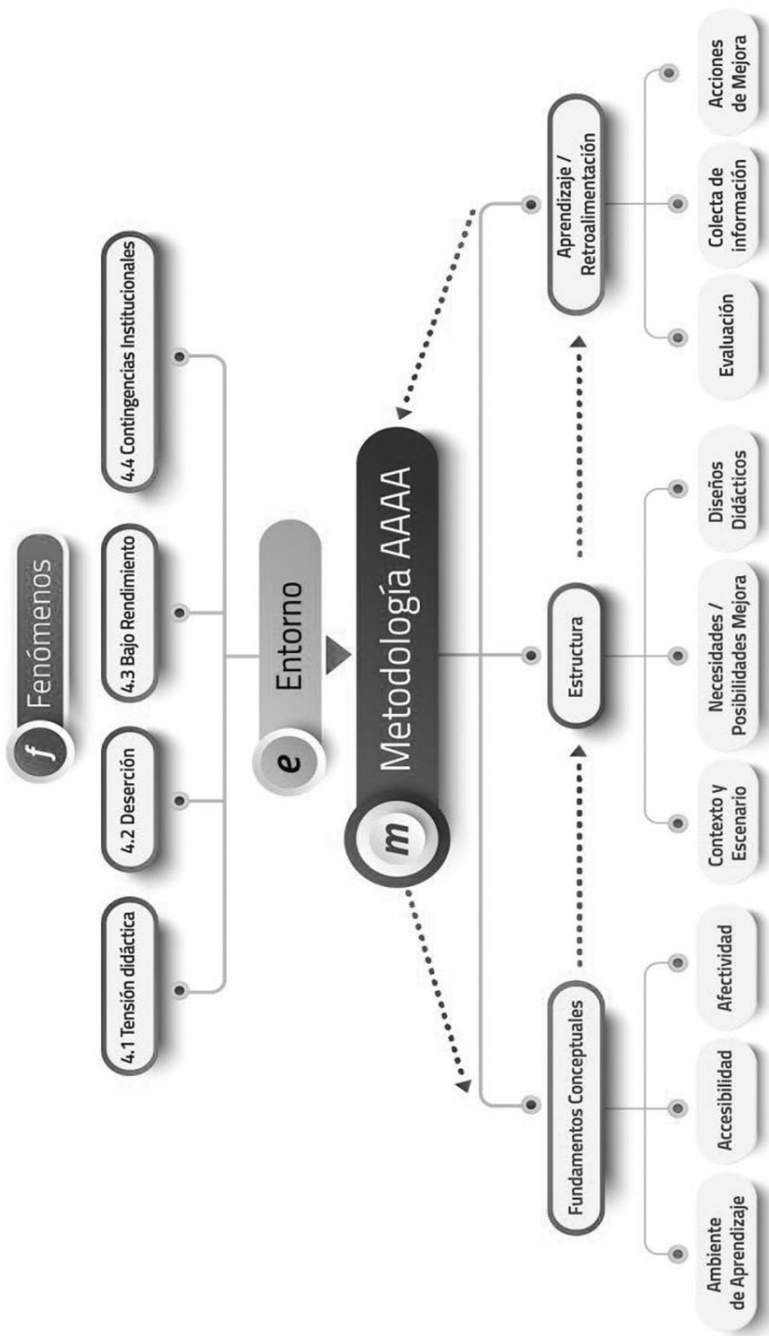 f
Fenómenos
4.1 Tensión didáctica
4.2 Deserción
4.3 Bajo Rendimiento
4.4 Contingencias Institucionales
e
Entorno
m
Metodología AAAA
Fundamentos Conceptuales
Estructura
Aprendizaje /
Retroalimentación
Ambiente
de Aprendizaje
Accesibilidad
Afectividad
Contexto y
Escenario
Necesidades /
Posibilidades Mejora
Diseños
Didácticos
Evaluación
Colecta de
información
Acciones
de Mejora